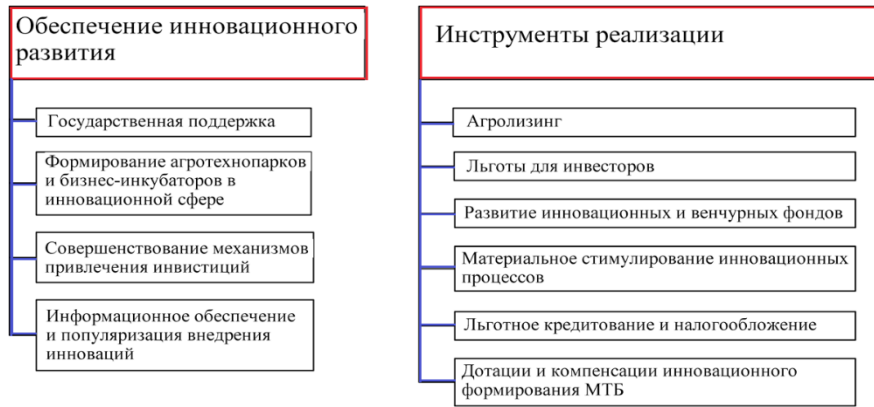 Обеспечение инновационного
развития
Государственная поддержка
Формирование агротехнопарков
и бизнес-инкубаторов в
инновационной сфере
Совершенствование механизмов
привлечения инвистиций
Информационное обеспечение
и популяризация внедрения
инноваций
Инструменты реализации
Агролизинг
Льготы для инвесторов
Развитие инновационных и венчурных фондов
Материальное стимулирование инновационных
процессов
Льготное кредитование и налогообложение
Дотации и компенсации инновационного
формирования МТБ